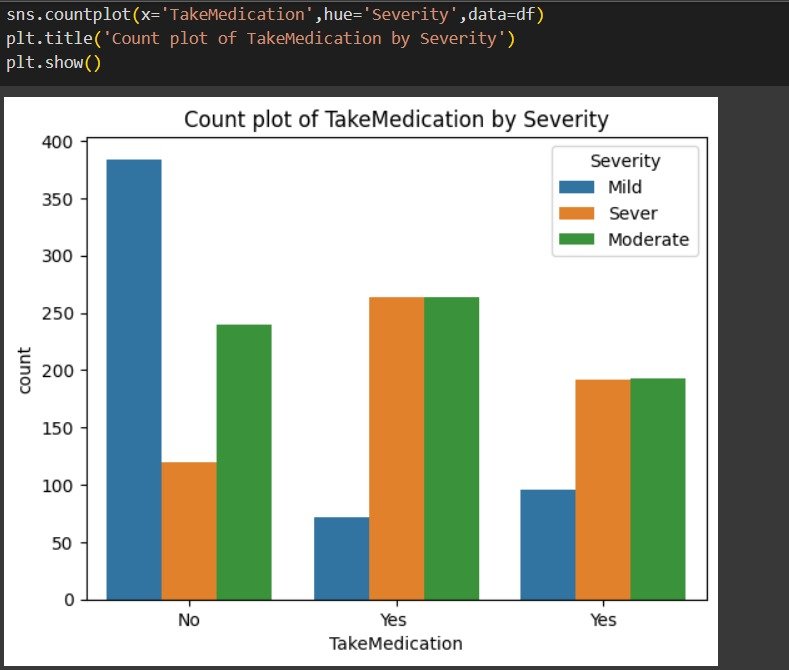 sns.countplot(x='TakeMedication',hue='Severity',data=df)
plt.title('Count plot of TakeMedication by Severity')
plt.show()
Count plot of TakeMedication by Severity
Severity
Mild
Sever
Moderate
400
350
300
250
200
150
100
50
0
count
No Yes Yes
TakeMedication